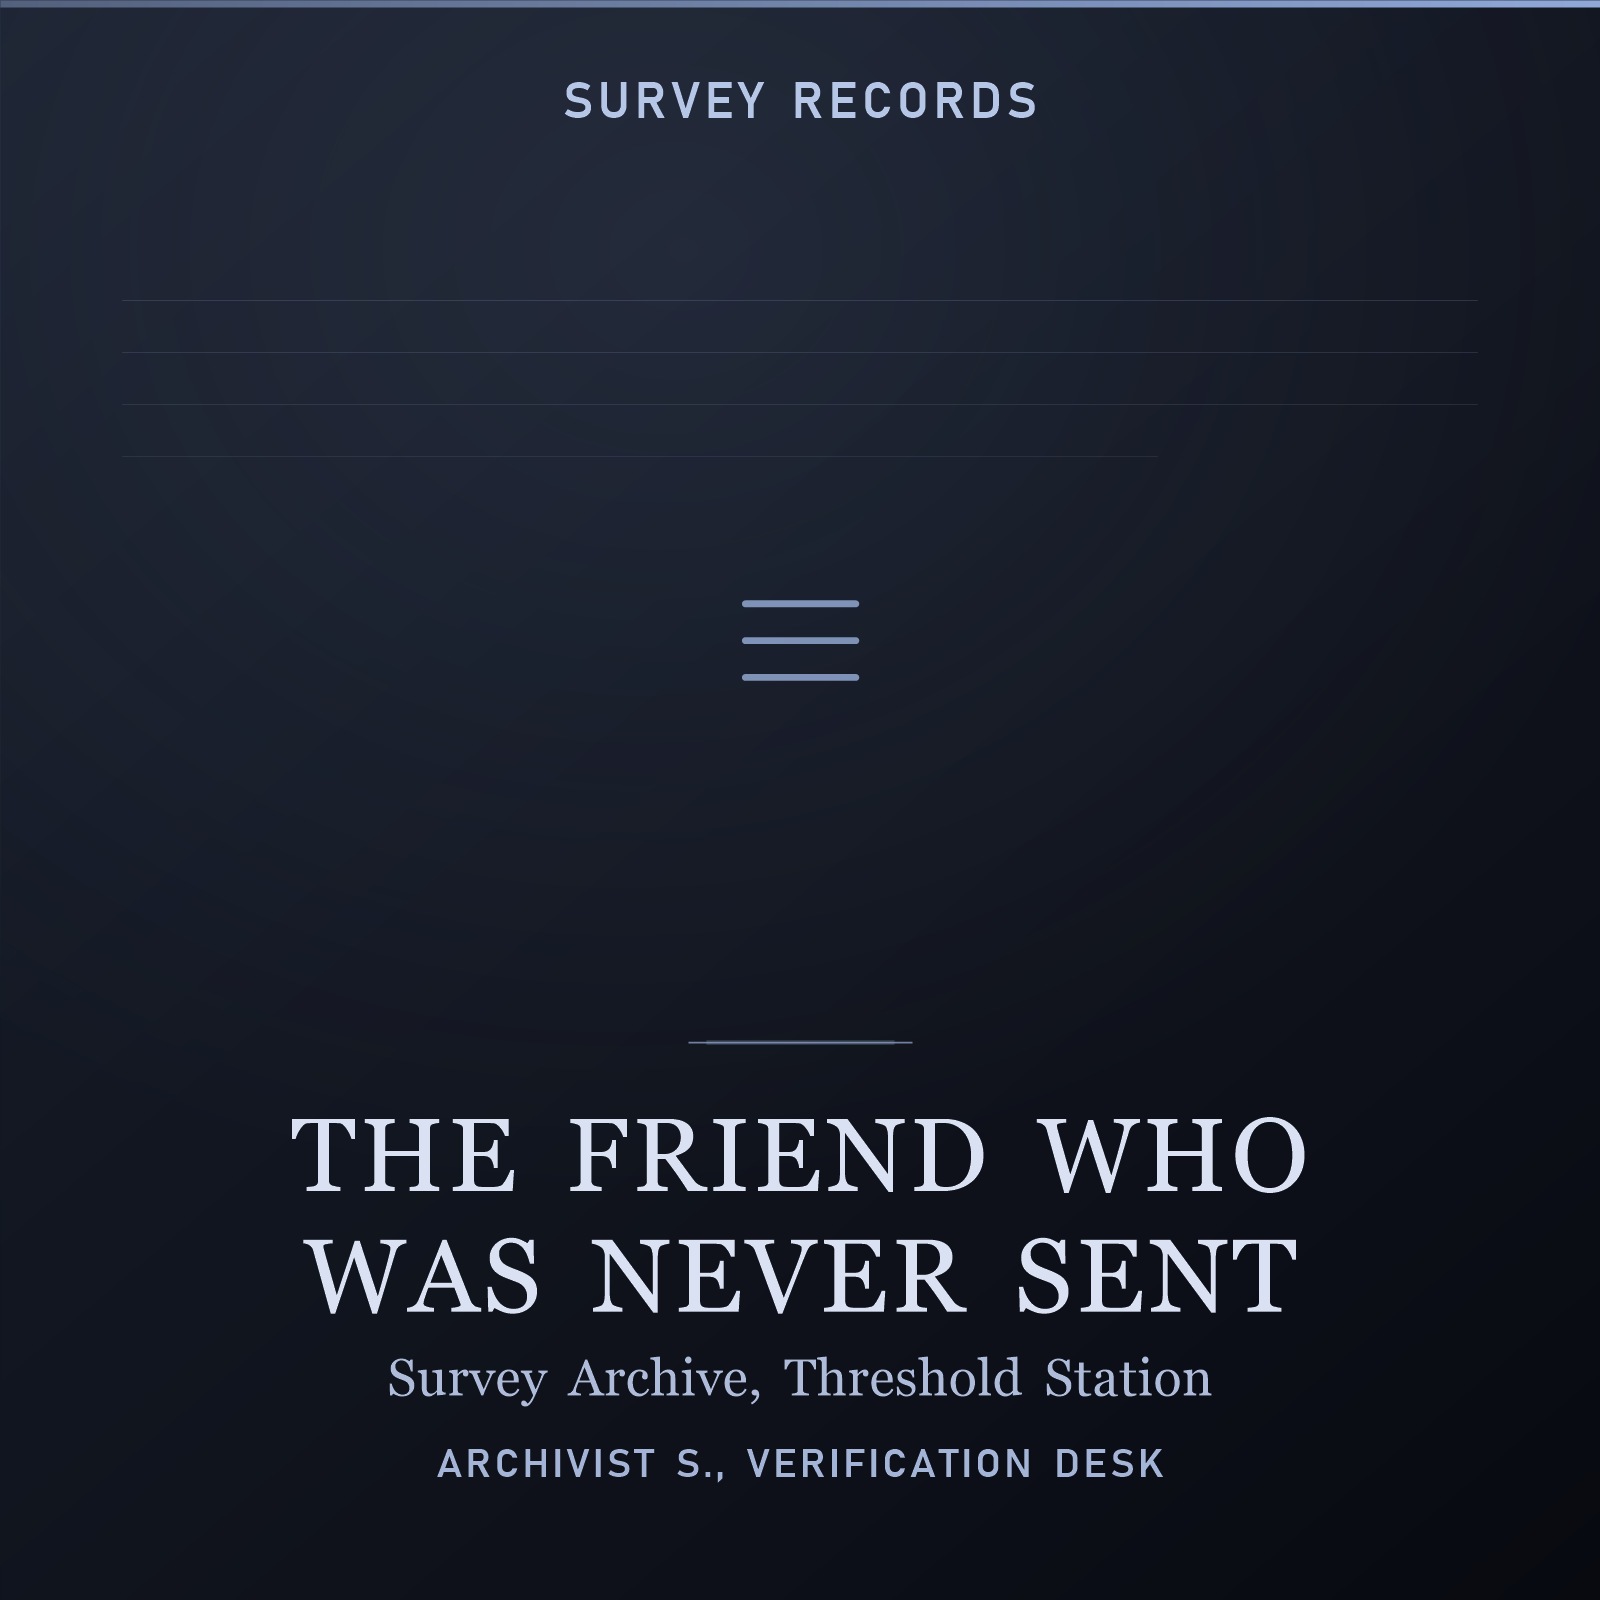 SURVEY RECORDS
THE FRIEND WHO
WAS NEVER SENT
Survey Archive, Threshold Station
ARCHIVIST S., VERIFICATION DESK